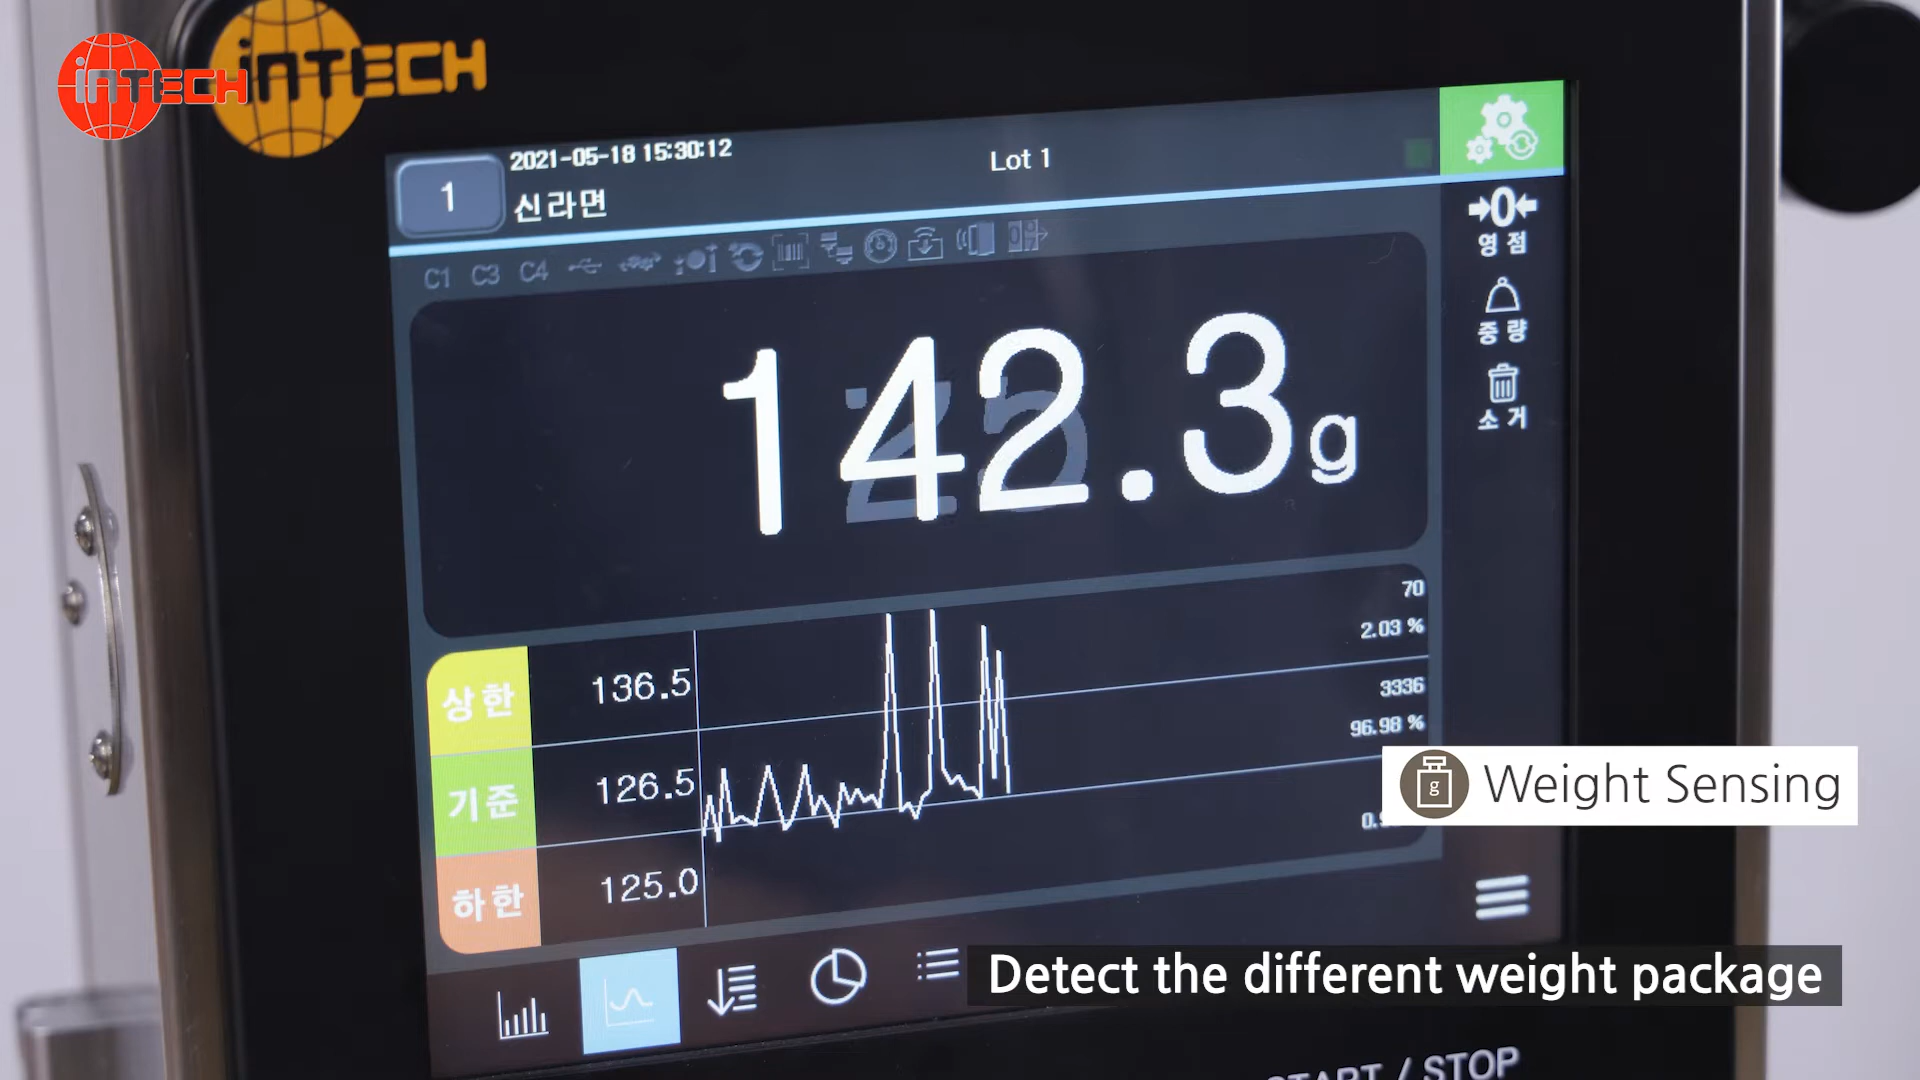 inTECH
inTECH
1
2021-05-18 15:30:12
Lot 1
신라면
C1 C3 C4
영점
중량
소거
142.3g
70
2.03 %
상한 136.5
3336
96.98 %
기준 126.5
하한 125.0
g Weight Sensing
Detect the different weight package
START / STOP